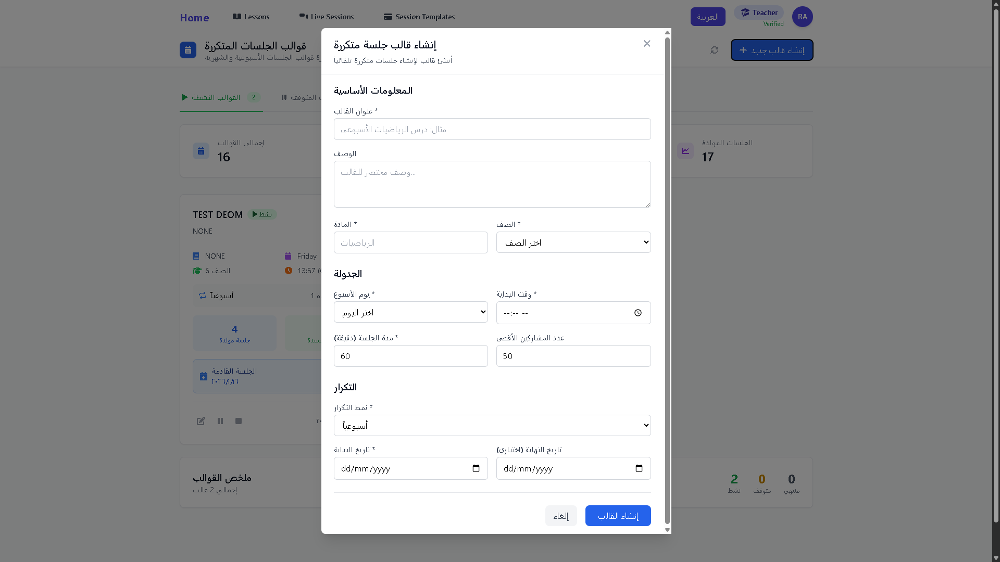 Home
Lessons
Live Sessions
Session Templates
العربية
Teacher
Verified
RA
قوالب الجلسات المتكررة
قوالب الجلسات الأسبوعية والشهرية
إنشاء قالب جديد
القوالب النشطة 2
المتوقفة
إجمالي القوالب
16
الجلسات المولدة
17
TEST DEOM
نشط
NONE
NONE
Friday
الصف 6
13:57
أسبوعياً
1
4
جلسة مولدة
الجلسة القادمة
٢٠٢٦/١/١٦
ملخص القوالب
إجمالي 2 قالب
2
نشط
0
متوقف
0
منتهي
إنشاء قالب جلسة متكررة
أنشئ قالب لإنشاء جلسات متكررة تلقائياً
المعلومات الأساسية
عنوان القالب *
مثال: درس الرياضيات الأسبوعي
الوصف
وصف مختصر للقالب...
المادة *
الصف *
الرياضيات
اختر الصف
الجدولة
يوم الأسبوع *
وقت البداية *
اختر اليوم
--:-- --
مدة الجلسة (دقيقة) *
عدد المشاركين الأقصى
60
50
التكرار
نمط التكرار *
أسبوعياً
تاريخ البداية *
تاريخ النهاية (اختياري)
dd/mm/yyyy
dd/mm/yyyy
إلغاء
إنشاء القالب